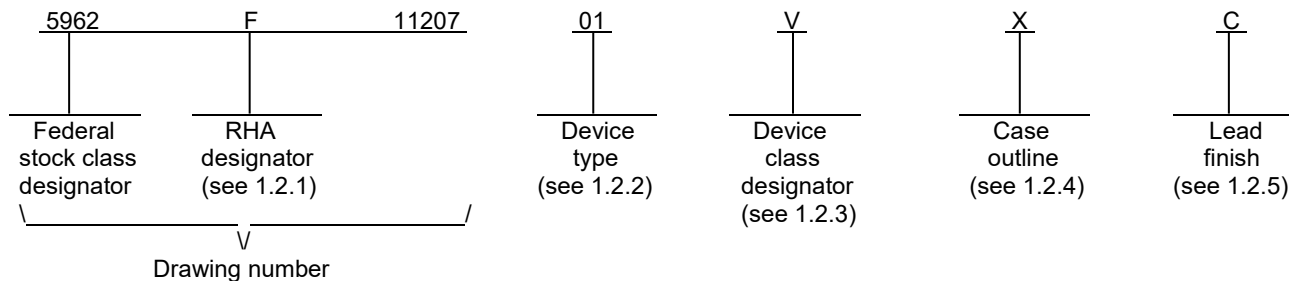 5962 F 11207 01 V X C
Federal stock class designator
RHA designator (see 1.2.1)
Device type (see 1.2.2)
Device class designator (see 1.2.3)
Case outline (see 1.2.4)
Lead finish (see 1.2.5)
\ /
\/
Drawing number